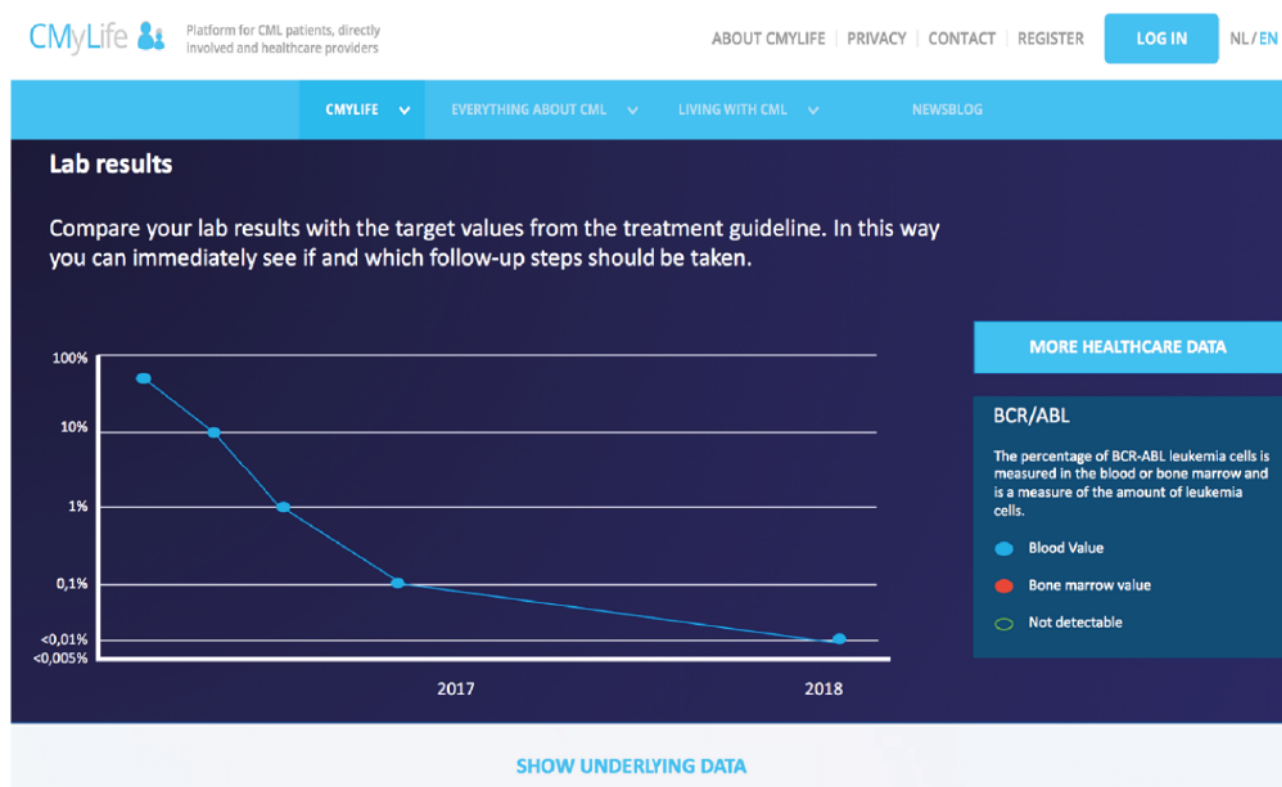 CMyLife
Platform for CML patients, directly
involved and healthcare providers
ABOUT CMYLIFE PRIVACY CONTACT REGISTER LOG IN NL/EN
CMYLIFE EVERYTHING ABOUT CML LIVING WITH CML NEWSBLOG
Lab results
Compare your lab results with the target values from the treatment guideline. In this way
you can immediately see if and which follow-up steps should be taken.
100%
10%
1%
0,1%
<0,01%
<0,005%
2017 2018
MORE HEALTHCARE DATA
BCR/ABL
The percentage of BCR-ABL leukemia cells is
measured in the blood or bone marrow and
is a measure of the amount of leukemia
cells.
Blood Value
Bone marrow value
Not detectable
SHOW UNDERLYING DATA